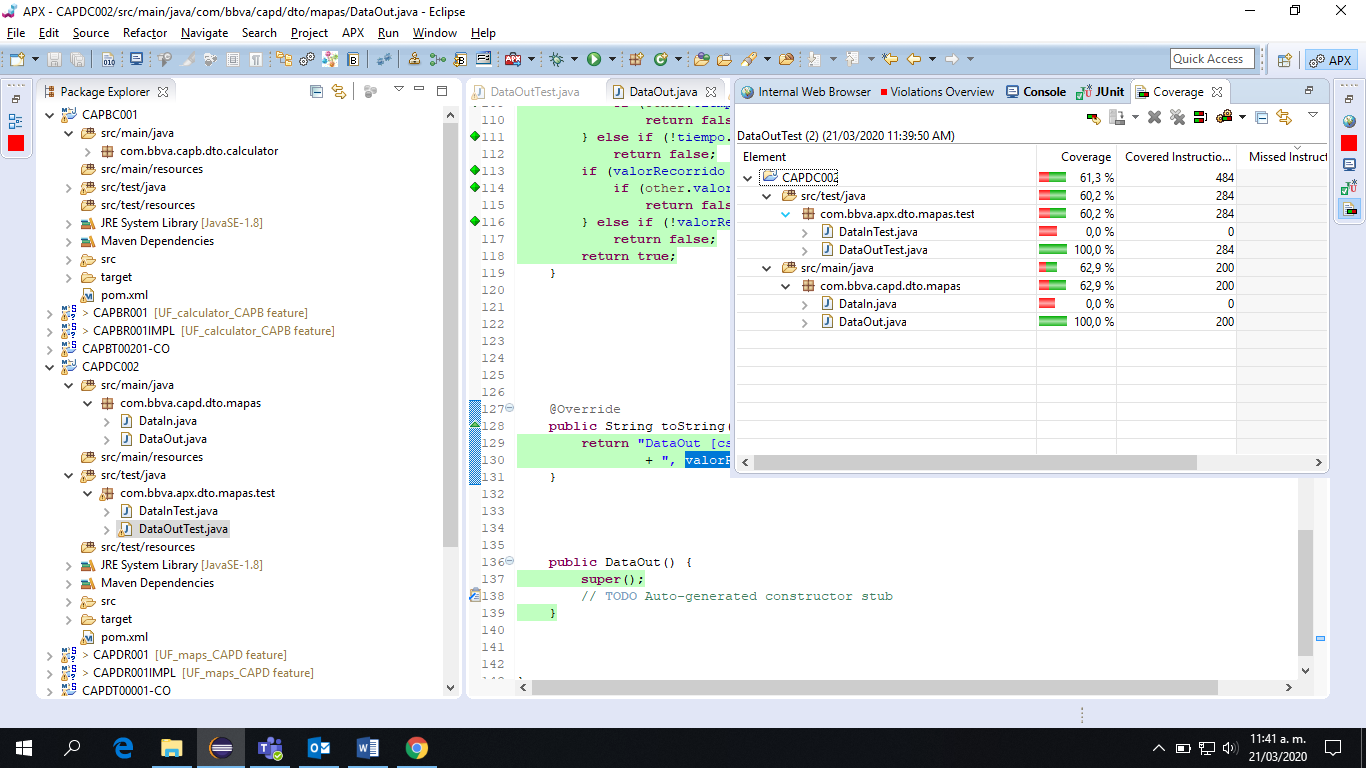 APX - CAPDC002/src/main/java/com/bbva/capd/dto/mapas/DataOut.java - Eclipse
File Edit Source Refactor Navigate Search Project APX Run Window Help
Quick Access
APX
Package Explorer
CAPBC001
src/main/java
com.bbva.capb.dto.calculator
src/main/resources
src/test/java
src/test/resources
JRE System Library [JavaSE-1.8]
Maven Dependencies
src
target
pom.xml
> CAPBR001 [UF_calculator_CAPB feature]
> CAPBR001IMPL [UF_calculator_CAPB feature]
CAPBT00201-CO
CAPDC002
src/main/java
com.bbva.capd.dto.mapas
DataIn.java
DataOut.java
src/main/resources
src/test/java
com.bbva.apx.dto.mapas.test
DataInTest.java
DataOutTest.java
src/test/resources
JRE System Library [JavaSE-1.8]
Maven Dependencies
src
target
pom.xml
> CAPDR001 [UF_maps_CAPD feature]
> CAPDR001IMPL [UF_maps_CAPD feature]
CAPDT00001-CO
DataOutTest.java DataOut.java
110 return fals
111 } else if (!tiempo.
112 return false;
113 if (valorRecorrido
114 if (other.valor
115 return fals
116 } else if (!valorRe
117 return false;
118 return true;
119 }
120
121
122
123
124
125
126
127 @Override
128 public String toString(
129 return "DataOut [cs
130 + ", valorR
131 }
132
133
134
135
136 public DataOut() {
137 super();
138 // TODO Auto-generated constructor stub
139 }
140
141
142
Internal Web Browser Violations Overview Console JUnit Coverage
DataOutTest (2) (21/03/2020 11:39:50 AM)
Element Coverage Covered Instructio... Missed Instruct
CAPDC002 61,3 % 484
src/test/java 60,2 % 284
com.bbva.apx.dto.mapas.test 60,2 % 284
DataInTest.java 0,0 % 0
DataOutTest.java 100,0 % 284
src/main/java 62,9 % 200
com.bbva.capd.dto.mapas 62,9 % 200
DataIn.java 0,0 % 0
DataOut.java 100,0 % 200
11:41 a. m.
21/03/2020